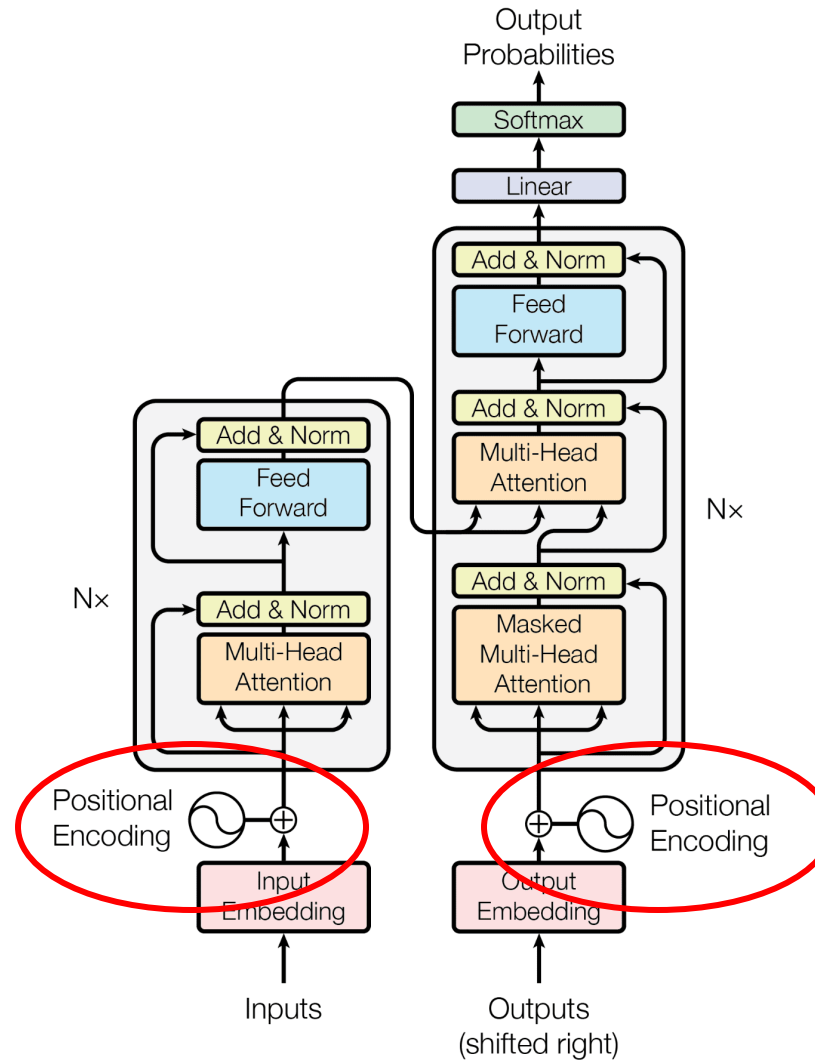 Output
Probabilities
Softmax
Linear
Add & Norm
Feed
Forward
Add & Norm
Multi-Head
Attention
Add & Norm
Masked
Multi-Head
Attention
Nx
Add & Norm
Feed
Forward
Add & Norm
Multi-Head
Attention
Nx
Positional
Encoding
Positional
Encoding
Input
Embedding
Output
Embedding
Inputs
Outputs
(shifted right)